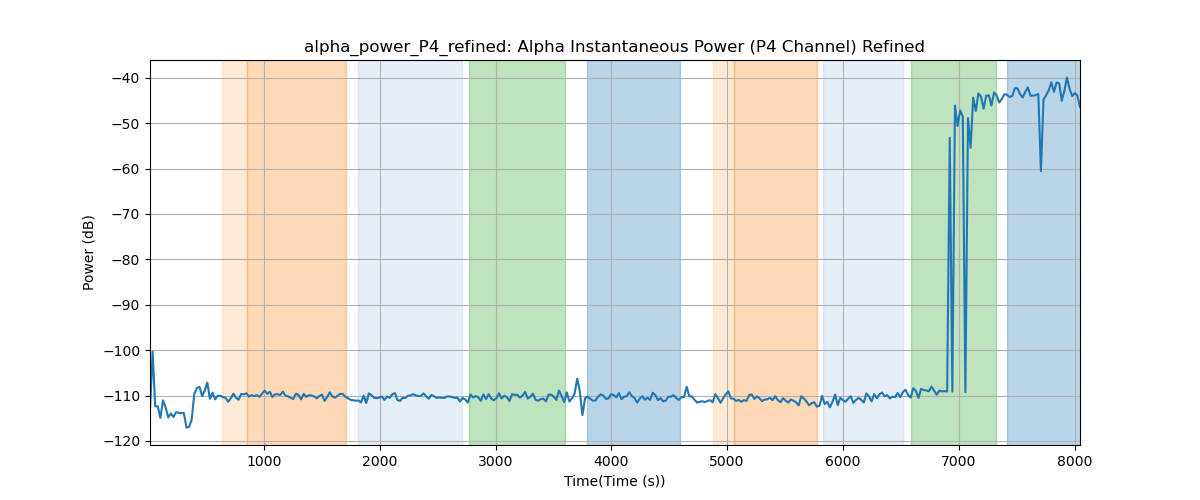 alpha_power_P4_refined: Alpha Instantaneous Power (P4 Channel) Refined
Power (dB)
−40
−50
−60
−70
−80
−90
−100
−110
−120
1000 2000 3000 4000 5000 6000 7000 8000
Time(Time (s))